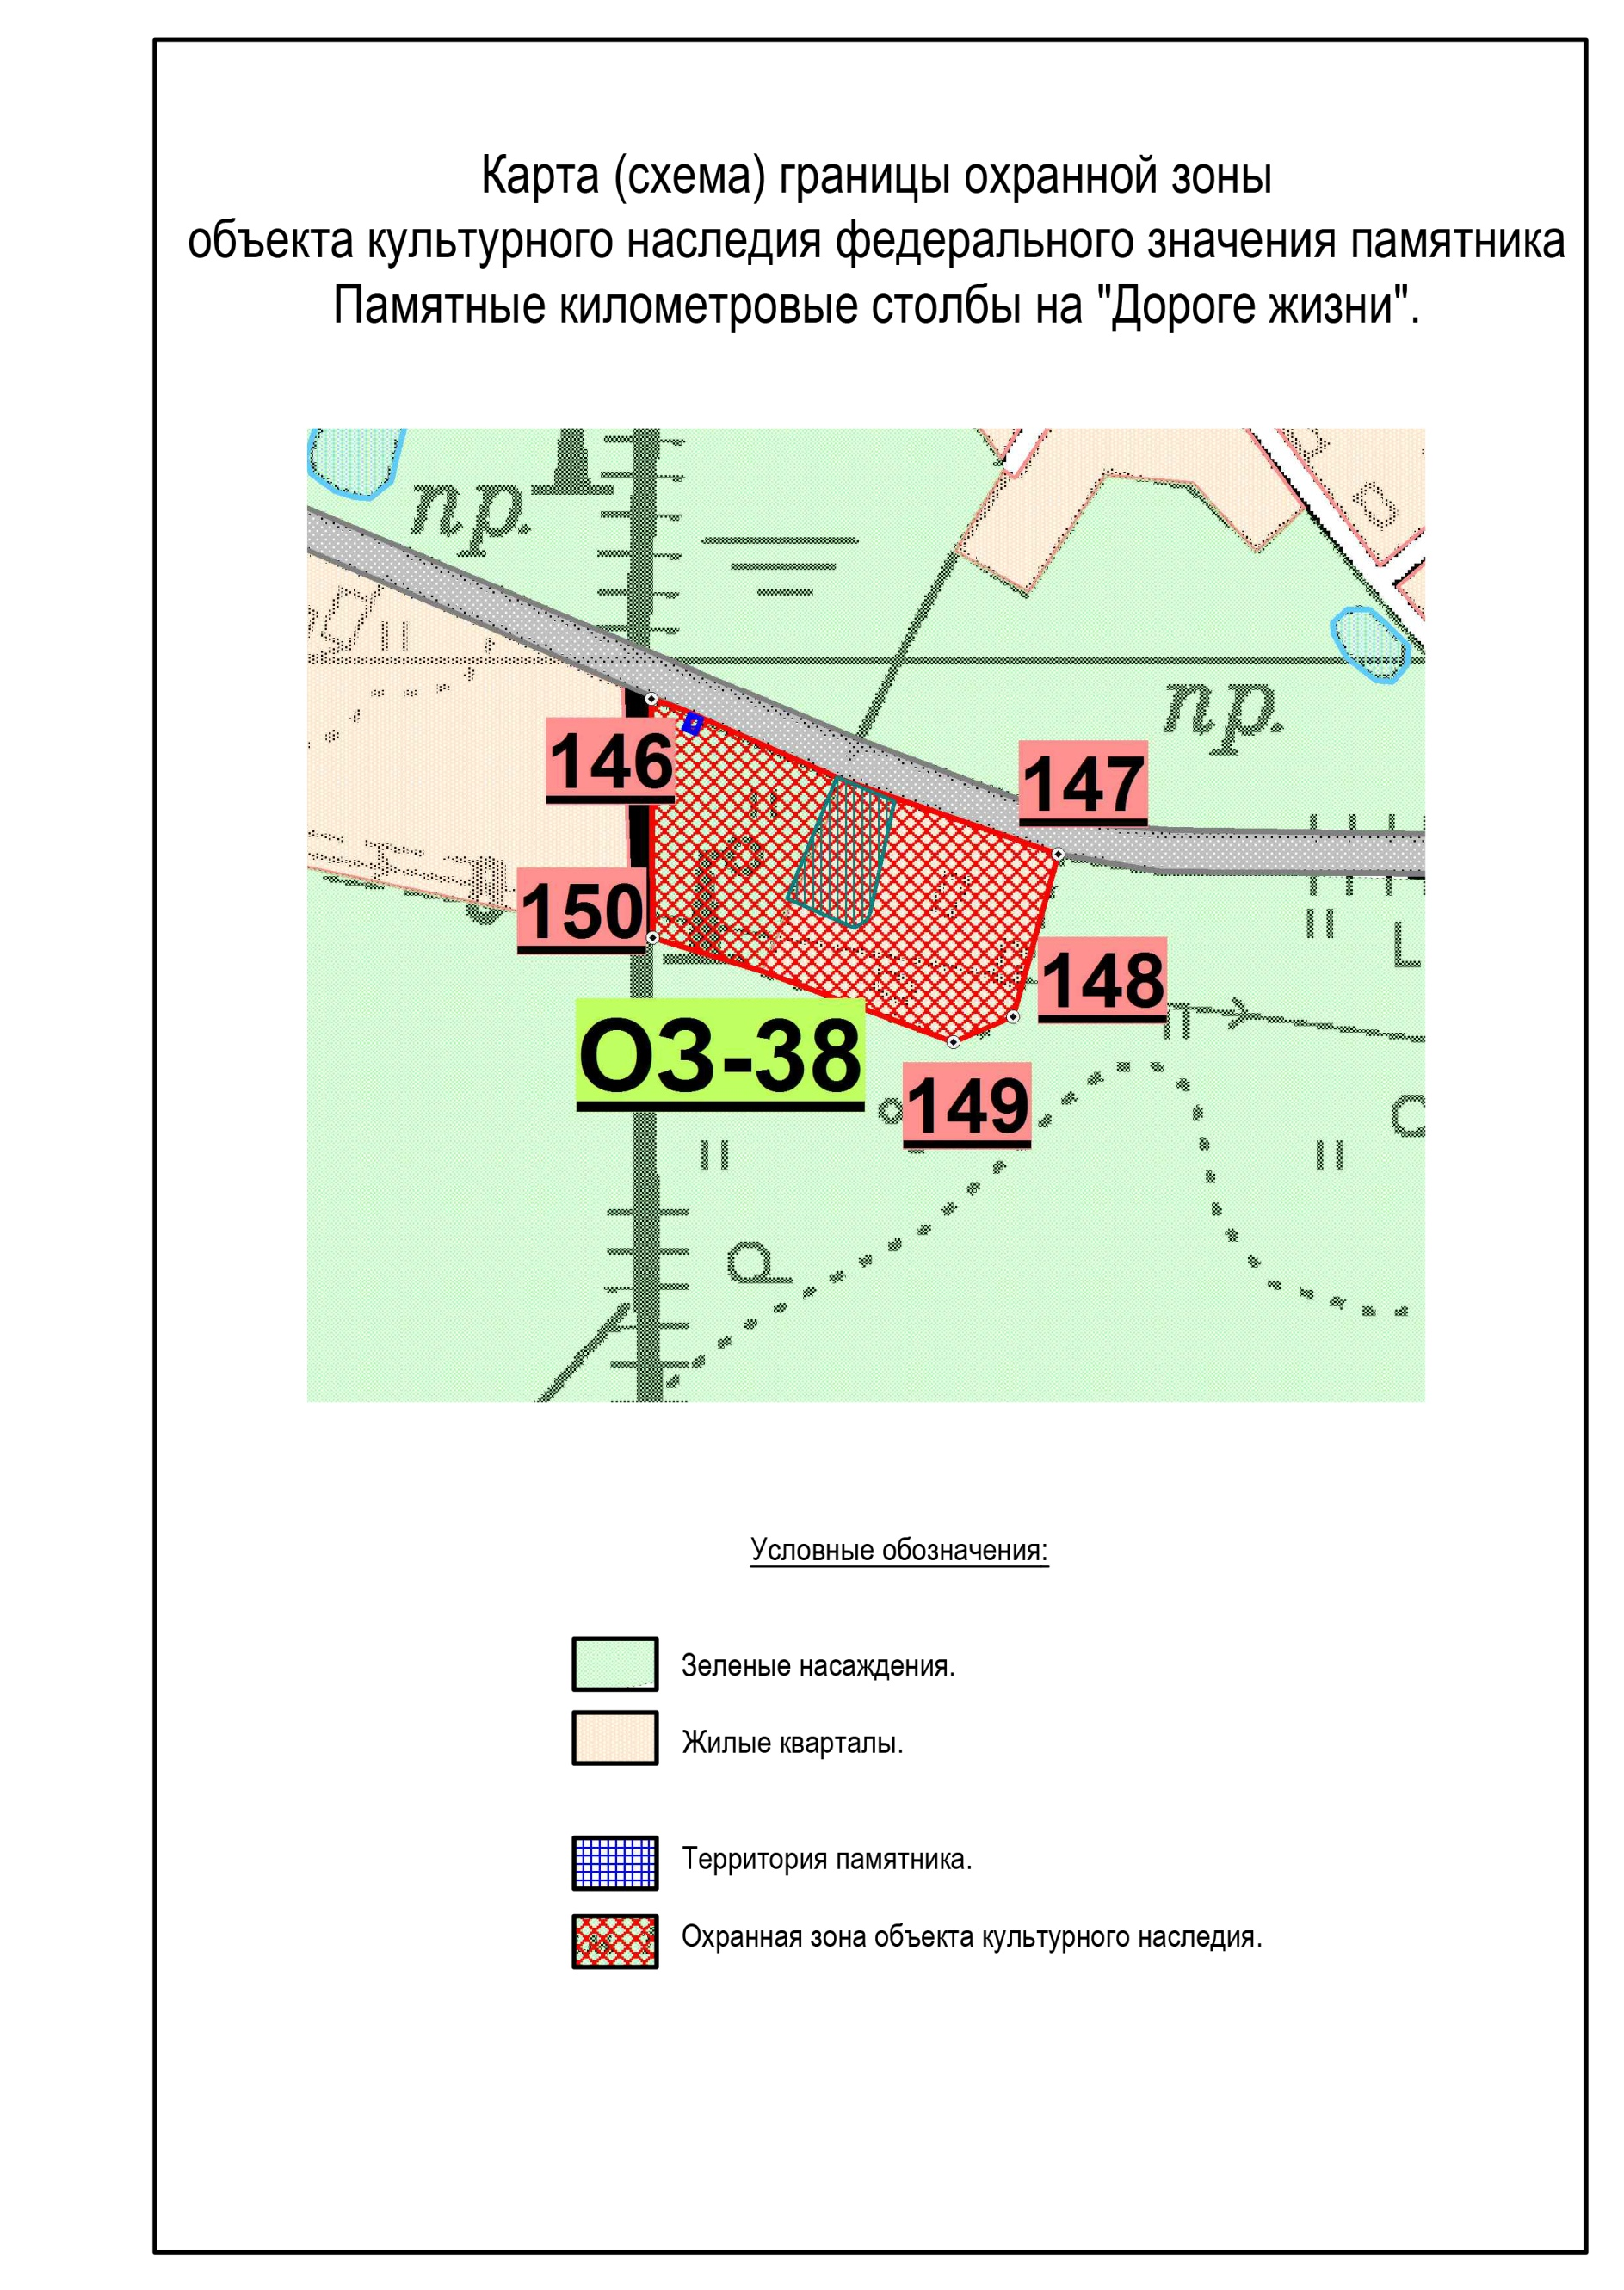 Карта (схема) границы охранной зоны
объекта культурного наследия федерального значения памятника
Памятные километровые столбы на "Дороге жизни".
пр.
пр.
146
147
150
148
ОЗ-38
149
Условные обозначения:
Зеленые насаждения.
Жилые кварталы.
Территория памятника.
Охранная зона объекта культурного наследия.